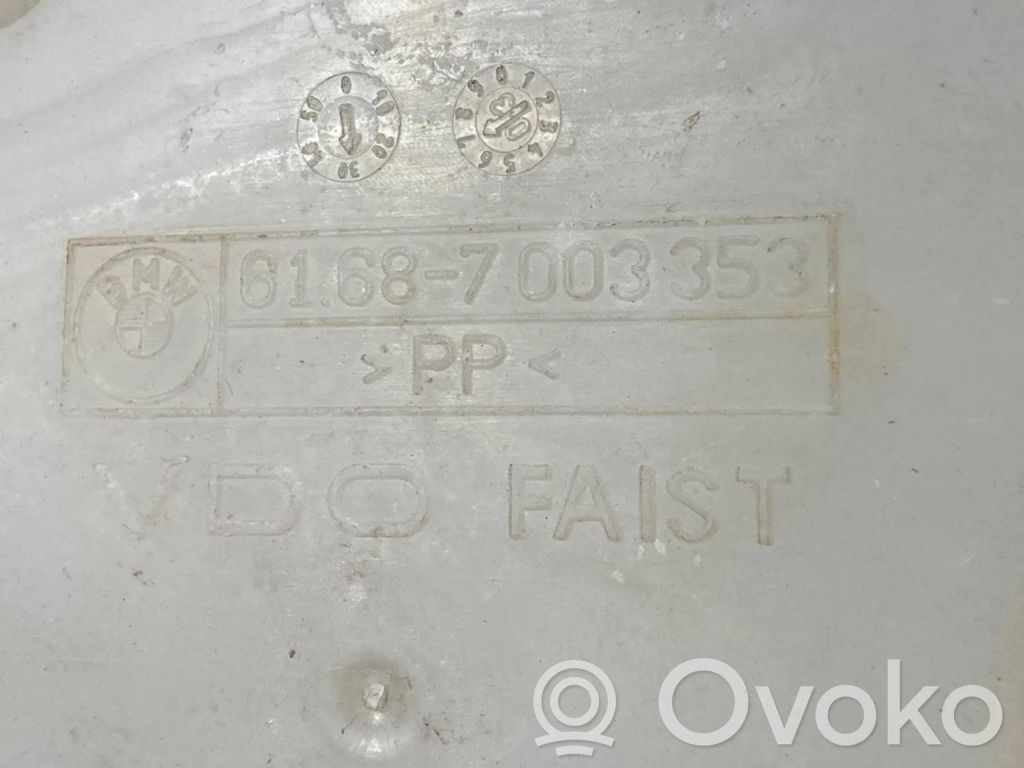 BMW
61.68-7 003 353
>PP<
VDO FAIST
Ovoko